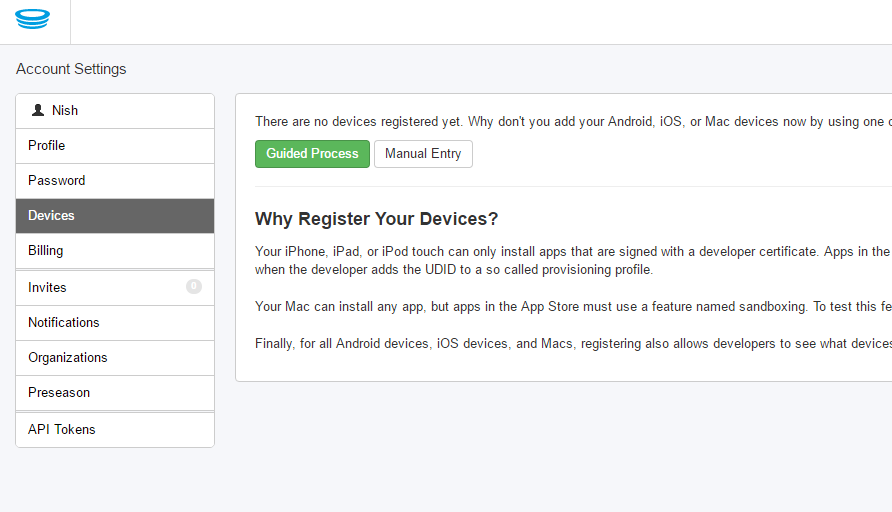 Account Settings
Nish
Profile
Password
Devices
Billing
Invites 0
Notifications
Organizations
Preseason
API Tokens
There are no devices registered yet. Why don't you add your Android, iOS, or Mac devices now by using one
Guided Process Manual Entry
Why Register Your Devices?
Your iPhone, iPad, or iPod touch can only install apps that are signed with a developer certificate. Apps in the
when the developer adds the UDID to a so called provisioning profile.
Your Mac can install any app, but apps in the App Store must use a feature named sandboxing. To test this fe
Finally, for all Android devices, iOS devices, and Macs, registering also allows developers to see what devices